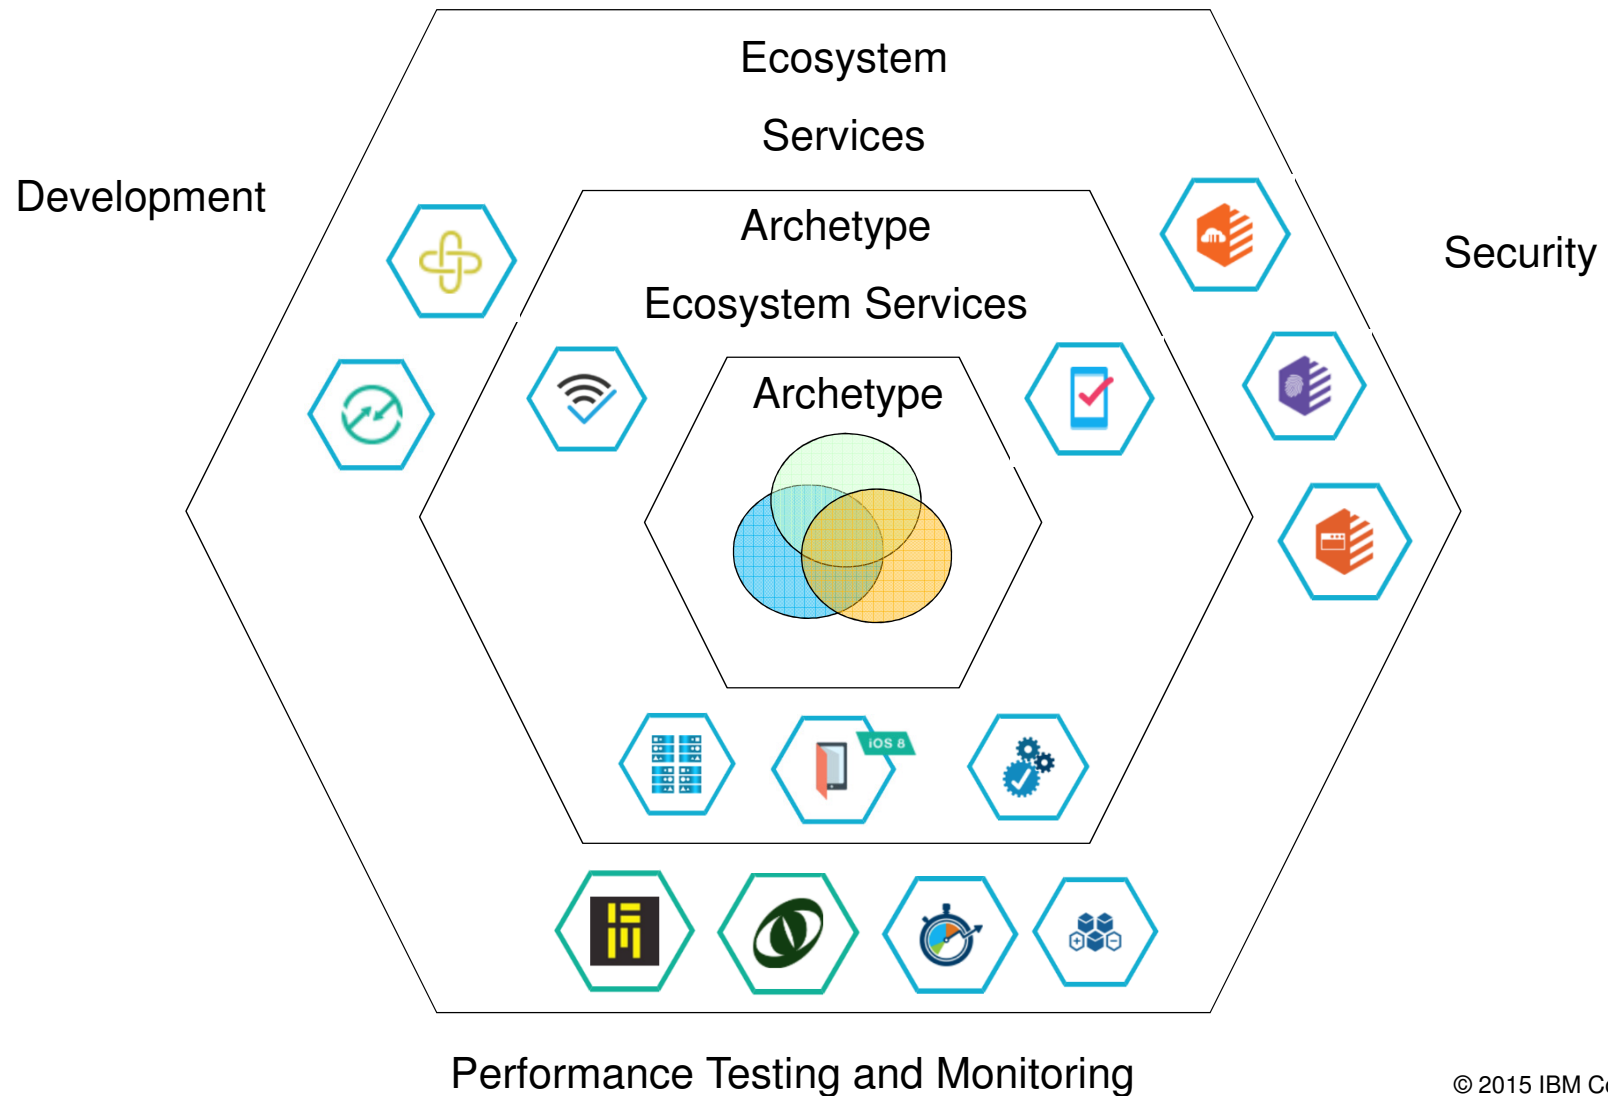 Ecosystem
Services
Development
Archetype
Security
Ecosystem Services
Archetype
iOS 8
Performance Testing and Monitoring
© 2015 IBM